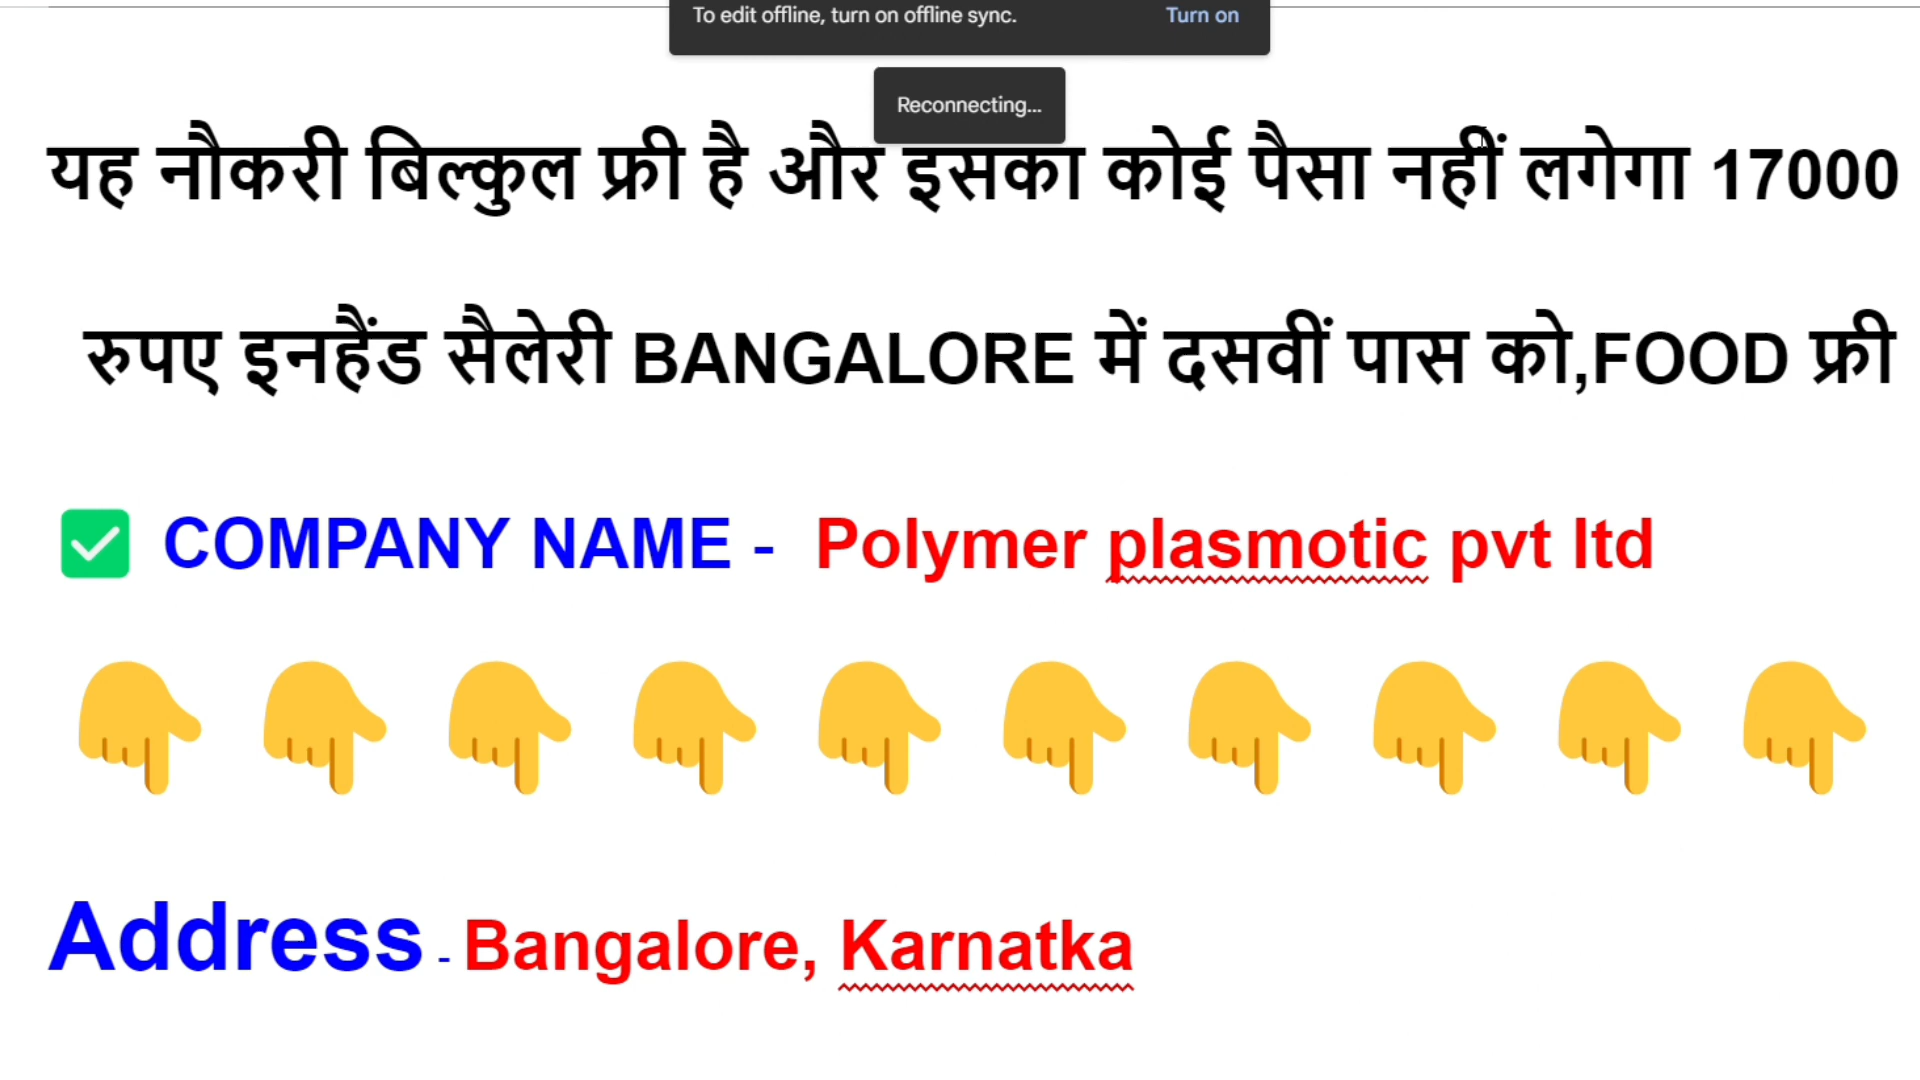 To edit offline, turn on offline sync. Turn on
Reconnecting...
यह नौकरी बिल्कुल फ्री है और इसका कोई पैसा नहीं लगेगा 17000
रुपए इनहैंड सैलेरी BANGALORE में दसवीं पास को,FOOD फ्री
COMPANY NAME - Polymer plasmotic pvt ltd
Address - Bangalore, Karnatka